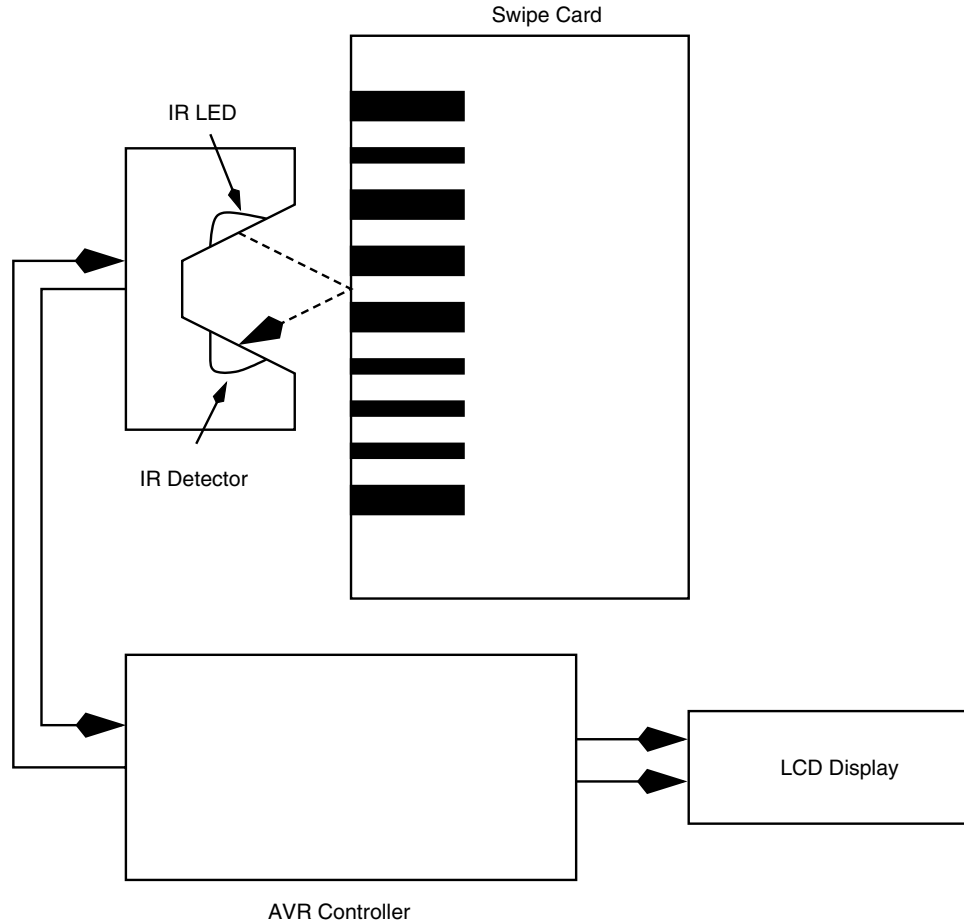 Swipe Card
IR LED
IR Detector
LCD Display
AVR Controller